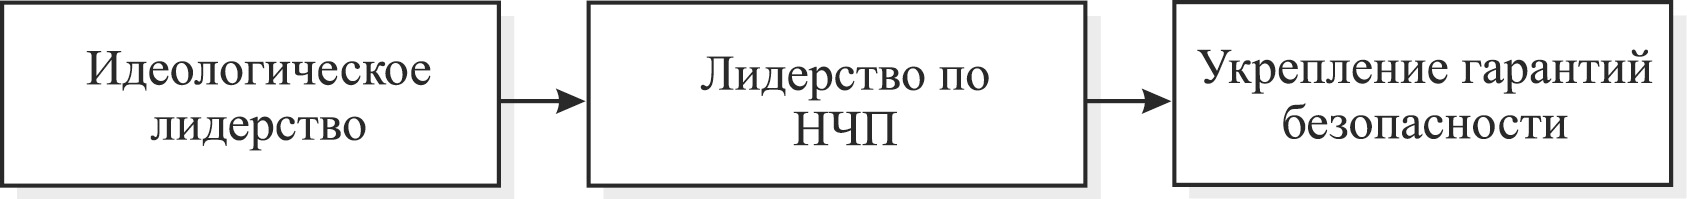 Идеологическое
лидерство
Лидерство по
НЧП
Укрепление гарантий
безопасности